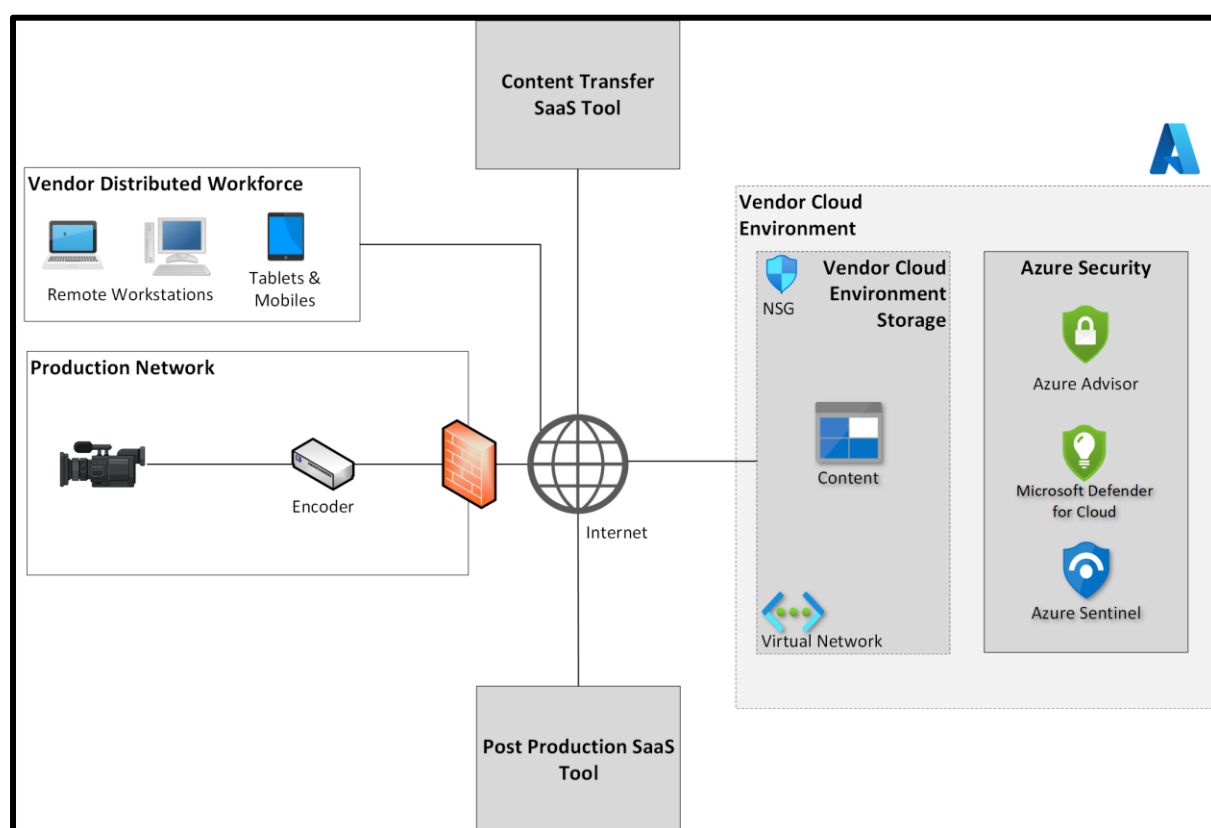 Content Transfer
SaaS Tool
Vendor Distributed Workforce
Remote Workstations
Tablets &
Mobiles
Production Network
Encoder
Internet
Vendor Cloud
Environment
NSG
Vendor Cloud
Environment
Storage
Content
Virtual Network
Azure Security
Azure Advisor
Microsoft Defender
for Cloud
Azure Sentinel
Post Production SaaS
Tool